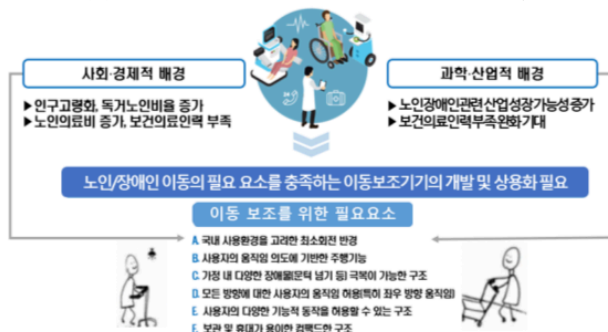 사회·경제적 배경
▶인구고령화, 독거노인비율 증가
▶노인의료비 증가, 보건의료인력 부족
과학·산업적 배경
▶노인장애인관련 산업성장가능성 증가
▶보건의료인력부족완화 기대
노인/장애인 이동의 필요 요소를 충족하는 이동보조기기의 개발 및 상용화 필요
이동 보조를 위한 필요요소
A. 국내 사용환경을 고려한 최소회전 반경
B. 사용자의 움직임 의도에 기반한 주행기능
C. 가정 내 다양한 장애물(문턱 넘기 등) 극복이 가능한 구조
D. 모든 방향에 대한 사용자의 움직임 허용(특히 좌우 방향 움직임)
E. 사용자의 다양한 기능적 동작을 허용할 수 있는 구조
F. 보관 및 휴대가 용이한 컴팩트한 구조